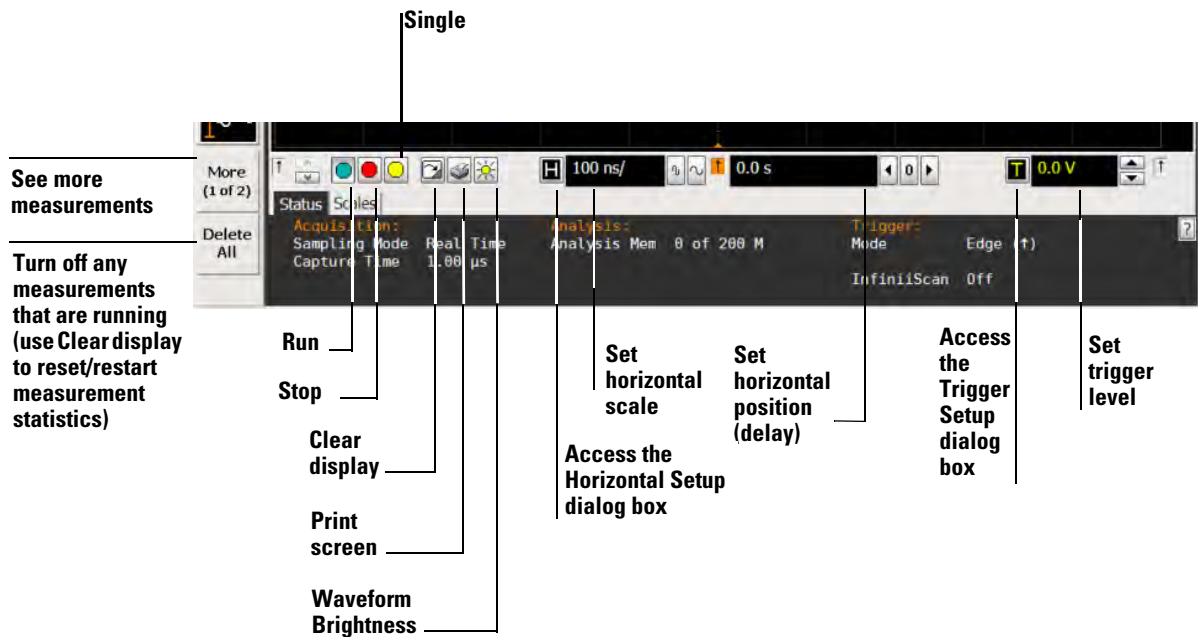 Single
See more
measurements
More
(1 of 2)
Delete
All
Turn off any
measurements
that are running
(use Clear display
to reset/restart
measurement
statistics)
H 100 ns/ 0.0 s 0 T 0.0 V
Status Scales
Acquisition:
Sampling Mode Real Time
Capture Time 1.00 µs
Analysis:
Analysis Mem 0 of 200 M
Trigger:
Mode Edge (↑)
InfiniiScan Off
?
Run
Stop
Clear
display
Print
screen
Waveform
Brightness
Set
horizontal
scale
Access the
Horizontal Setup
dialog box
Set
horizontal
position
(delay)
Access
the
Trigger
Setup
dialog
box
Set
trigger
level